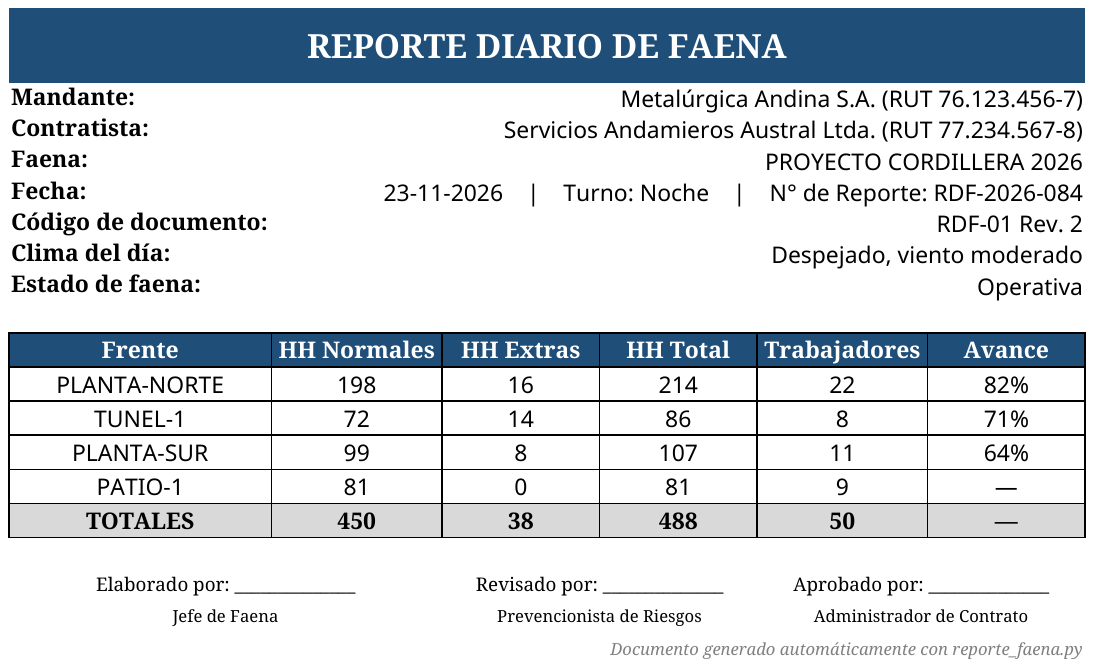 REPORTE DIARIO DE FAENA
Mandante: Metalúrgica Andina S.A. (RUT 76.123.456-7)
Contratista: Servicios Andamieros Austral Ltda. (RUT 77.234.567-8)
Faena: PROYECTO CORDILLERA 2026
Fecha: 23-11-2026 | Turno: Noche | N° de Reporte: RDF-2026-084
Código de documento: RDF-01 Rev. 2
Clima del día: Despejado, viento moderado
Estado de faena: Operativa
Frente HH Normales HH Extras HH Total Trabajadores Avance
PLANTA-NORTE 198 16 214 22 82%
TUNEL-1 72 14 86 8 71%
PLANTA-SUR 99 8 107 11 64%
PATIO-1 81 0 81 9 —
TOTALES 450 38 488 50 —
Elaborado por: ______________ Revisado por: ______________ Aprobado por: ______________
Jefe de Faena Prevencionista de Riesgos Administrador de Contrato
Documento generado automáticamente con reporte_faena.py